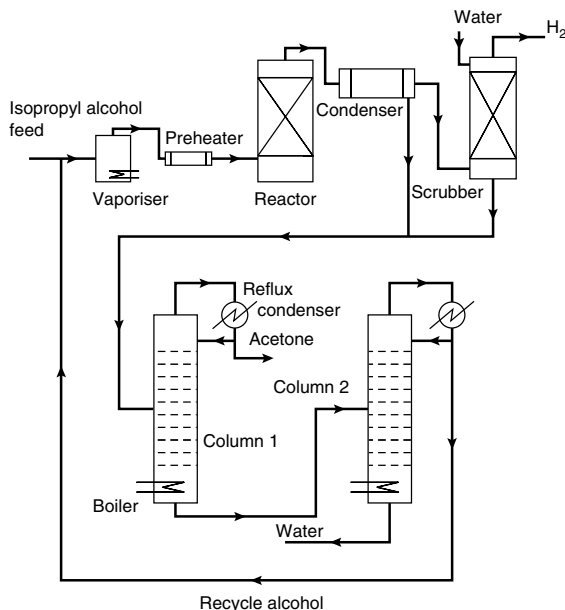 Water
H2
Isopropyl alcohol
feed
Preheater
Condenser
Vaporiser
Reactor
Scrubber
Reflux
condenser
Acetone
Column 2
Column 1
Boiler
Water
Recycle alcohol